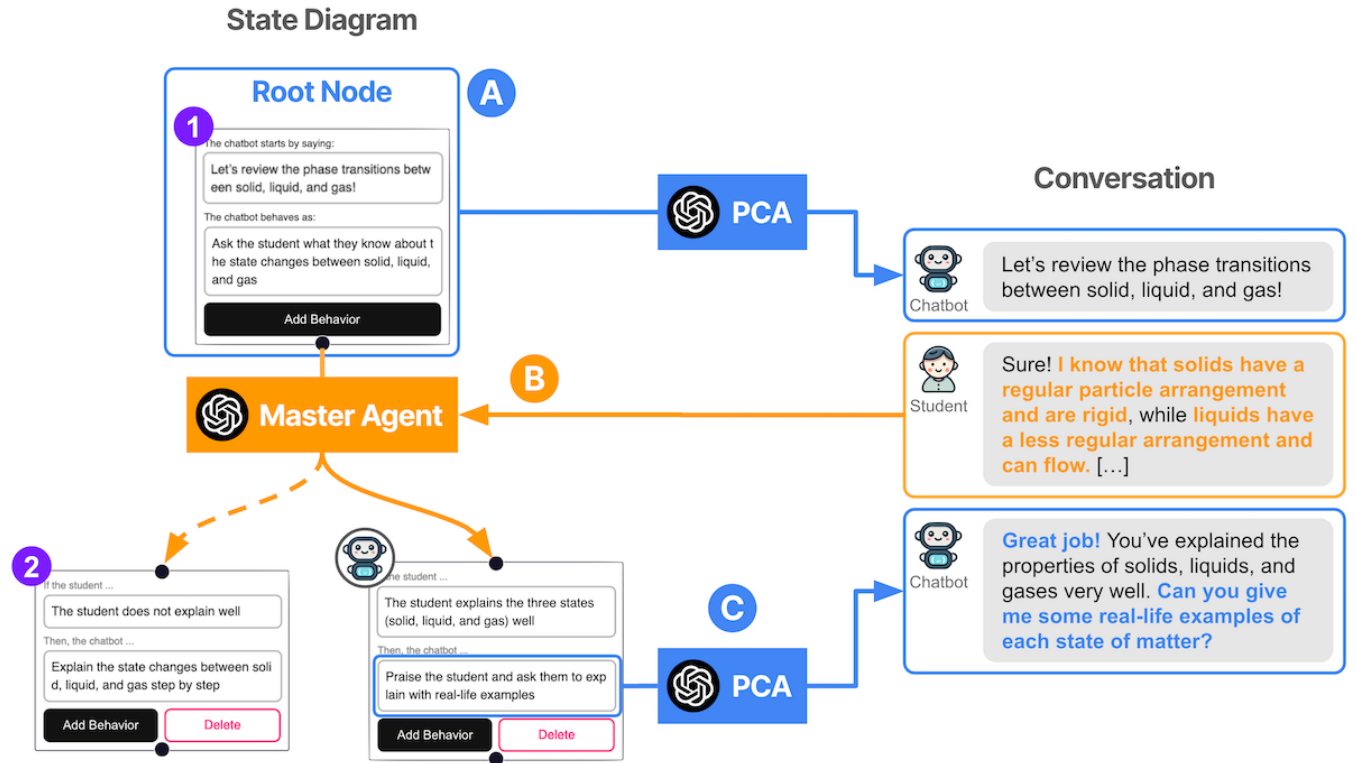 State Diagram
Root Node
A
1
The chatbot starts by saying:
Let's review the phase transitions betw
een solid, liquid, and gas!
The chatbot behaves as:
Ask the student what they know about t
he state changes between solid, liquid,
and gas
Add Behavior
PCA
Conversation
Chatbot
Let's review the phase transitions
between solid, liquid, and gas!
Master Agent
B
Student
Sure! I know that solids have a
regular particle arrangement
and are rigid, while liquids have
a less regular arrangement and
can flow. […]
2
If the student ...
The student does not explain well
Then, the chatbot ...
Explain the state changes between soli
d, liquid, and gas step by step
Add Behavior
Delete
the student ...
The student explains the three states
(solid, liquid, and gas) well
Then, the chatbot ...
Praise the student and ask them to exp
lain with real-life examples
Add Behavior
Delete
C
PCA
Chatbot
Great job! You've explained the
properties of solids, liquids, and
gases very well. Can you give
me some real-life examples of
each state of matter?